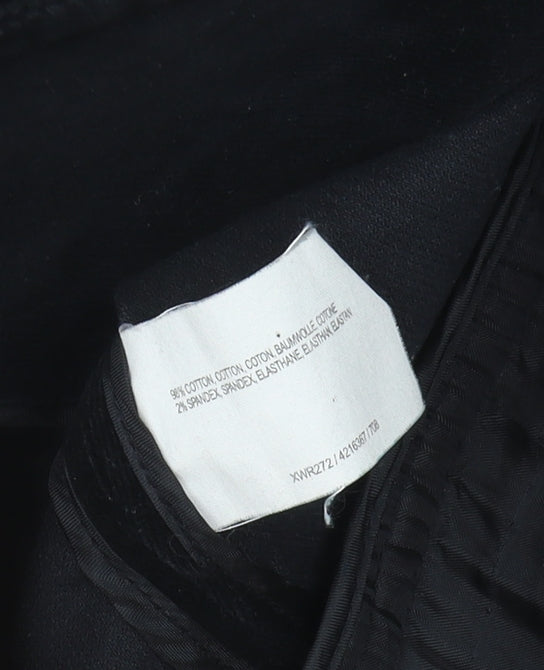 98% COTTON, COTTON, COTON, BAUMWOLLE, COTONE
2% SPANDEX, SPANDEX, ELASTHANE, ELASTHAN, ELASTAN
XWR272 / 4216367 / 708